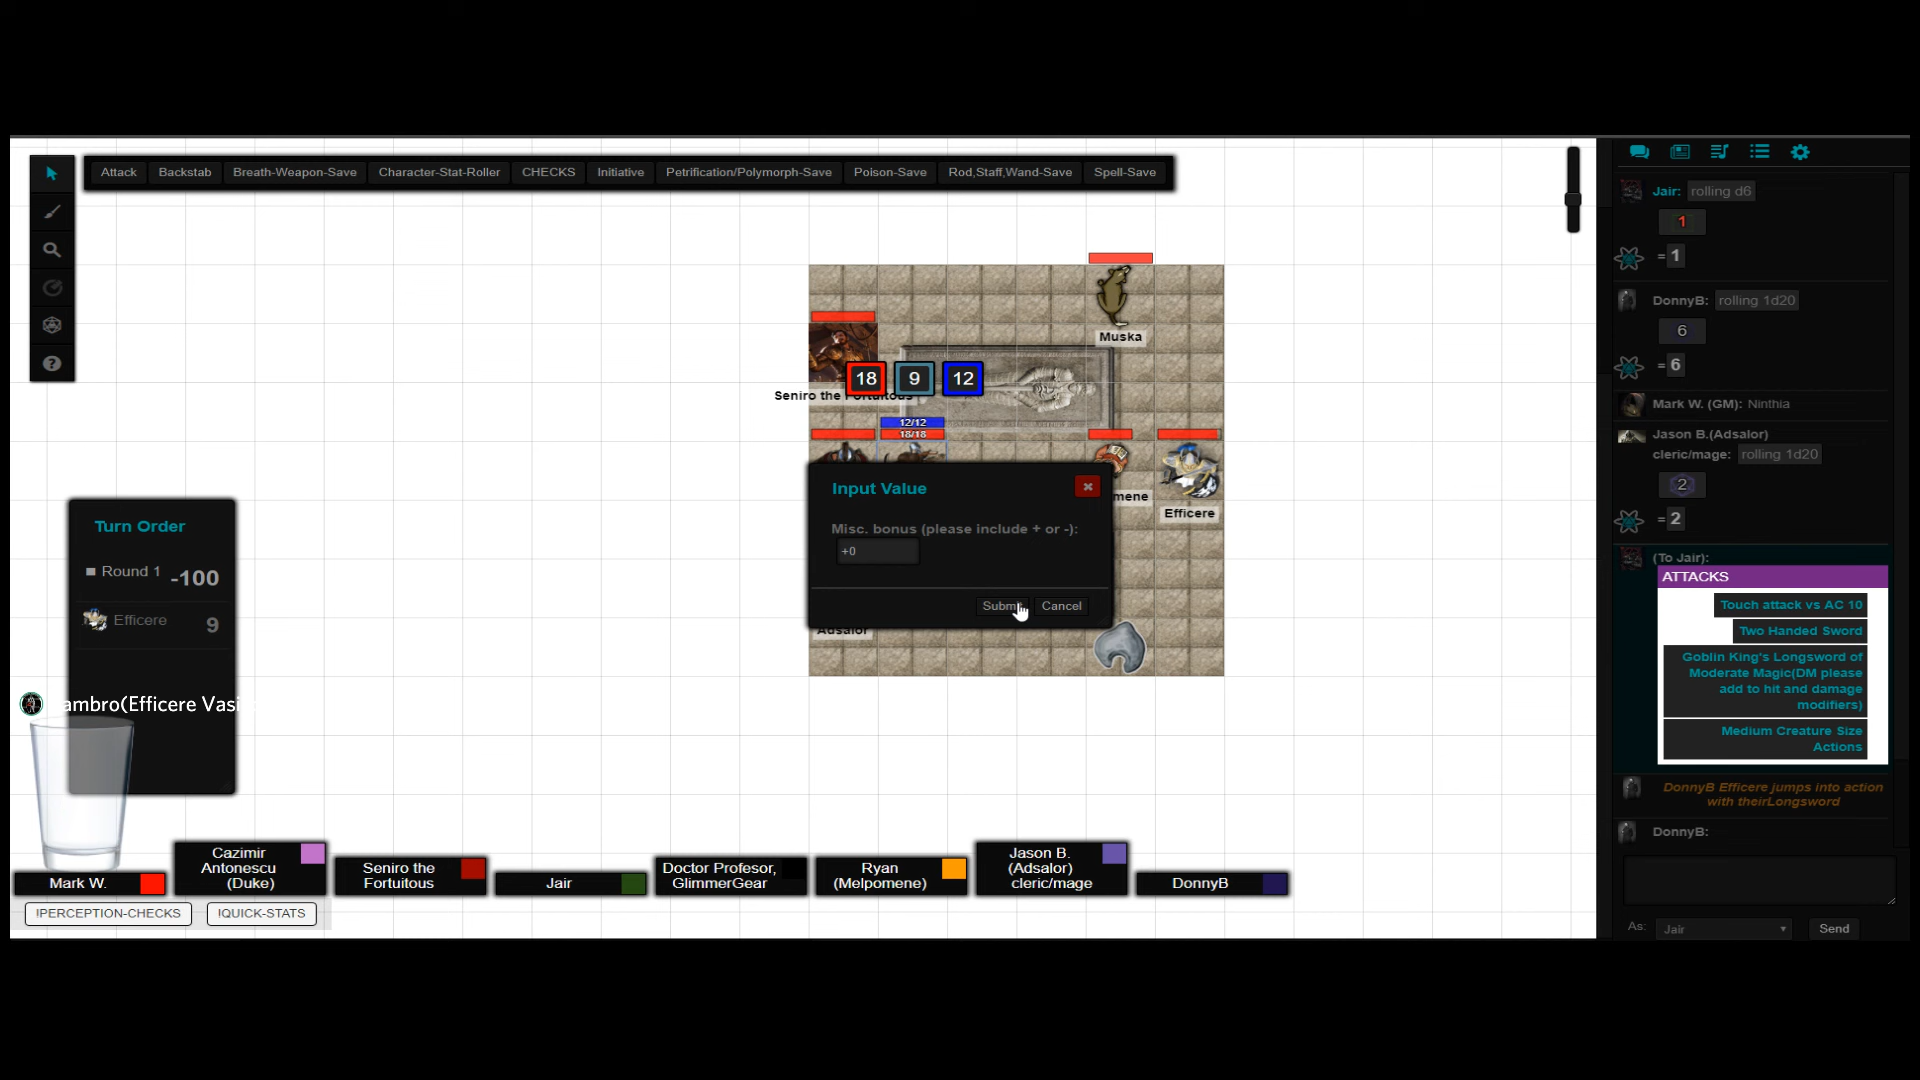 Attack Backstab Breath-Weapon-Save Character-Stat-Roller CHECKS Initiative Petrification/Polymorph-Save Poison-Save Rod,Staff,Wand-Save Spell-Save
Muska
Seniro the Fortuitous
18 9 12
12/12
18/18
mene
Efficere
Input Value
Misc. bonus (please include + or -):
+0
Submit Cancel
Adsalor
Turn Order
Round 1 -100
Efficere 9
ambro(Efficere Vasi
Mark W.
Cazimir
Antonescu
(Duke)
Seniro the
Fortuitous
Jair
Doctor Profesor,
GlimmerGear
Ryan
(Melpomene)
Jason B.
(Adsalor)
cleric/mage
DonnyB
!PERCEPTION-CHECKS !QUICK-STATS
Jair: rolling d6
1
=1
DonnyB: rolling 1d20
6
=6
Mark W. (GM): Ninthia
Jason B.(Adsalor)
cleric/mage: rolling 1d20
2
=2
(To Jair):
ATTACKS
Touch attack vs AC 10
Two Handed Sword
Goblin King's Longsword of
Moderate Magic(DM please
add to hit and damage
modifiers)
Medium Creature Size
Actions
DonnyB Efficere jumps into action
with theirLongsword
DonnyB:
As: Jair Send